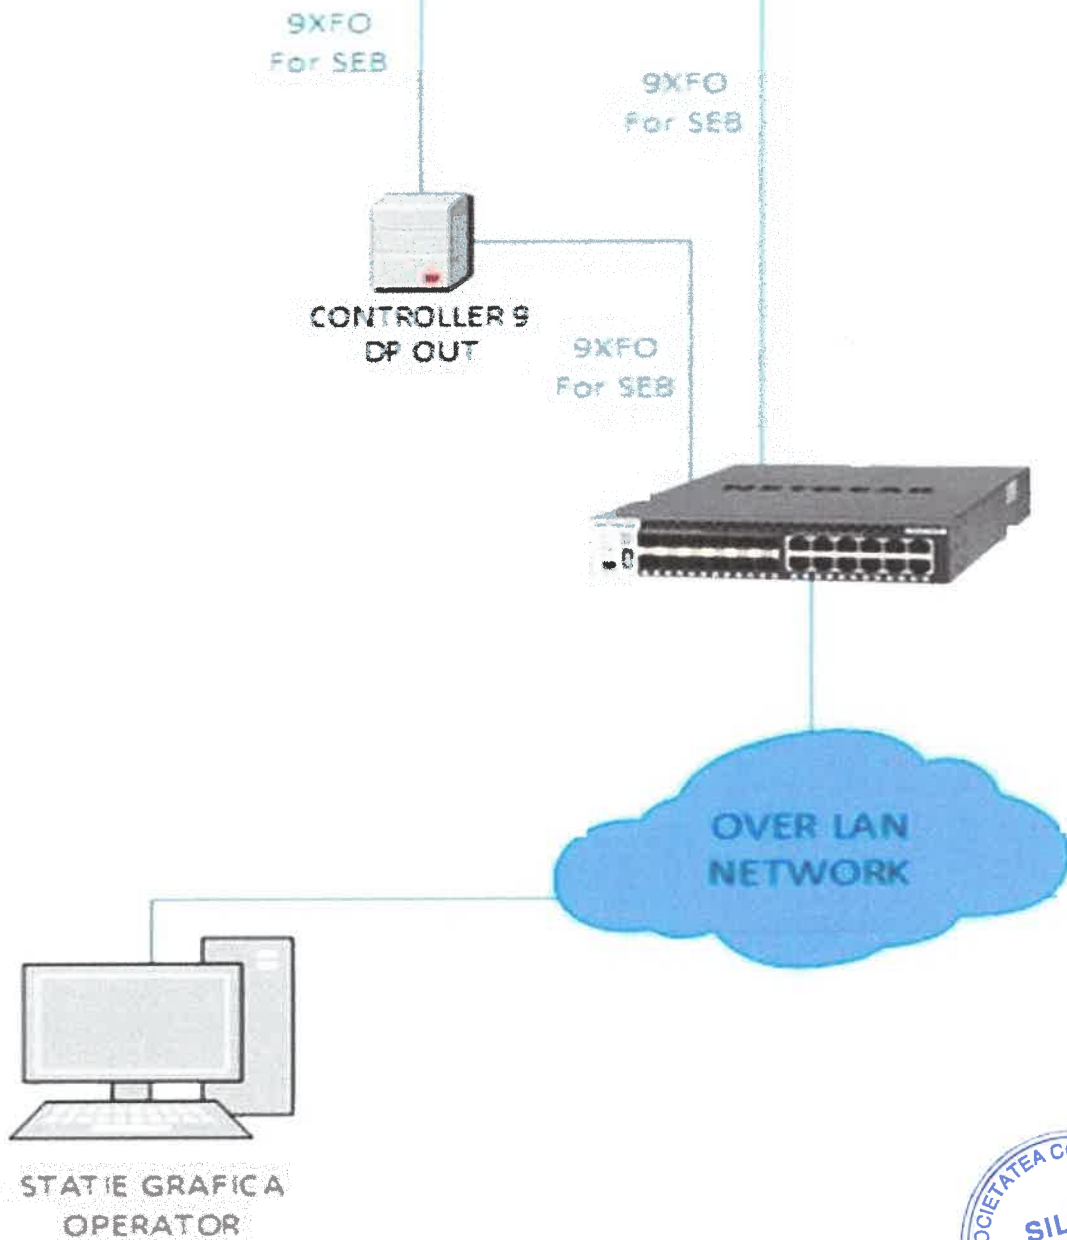 9XFO
For SEB
9XFO
For SEB
CONTROLLER 9
DP OUT
9XFO
For SEB
NETGEAR
OVER LAN
NETWORK
STATIE GRAFICA
OPERATOR